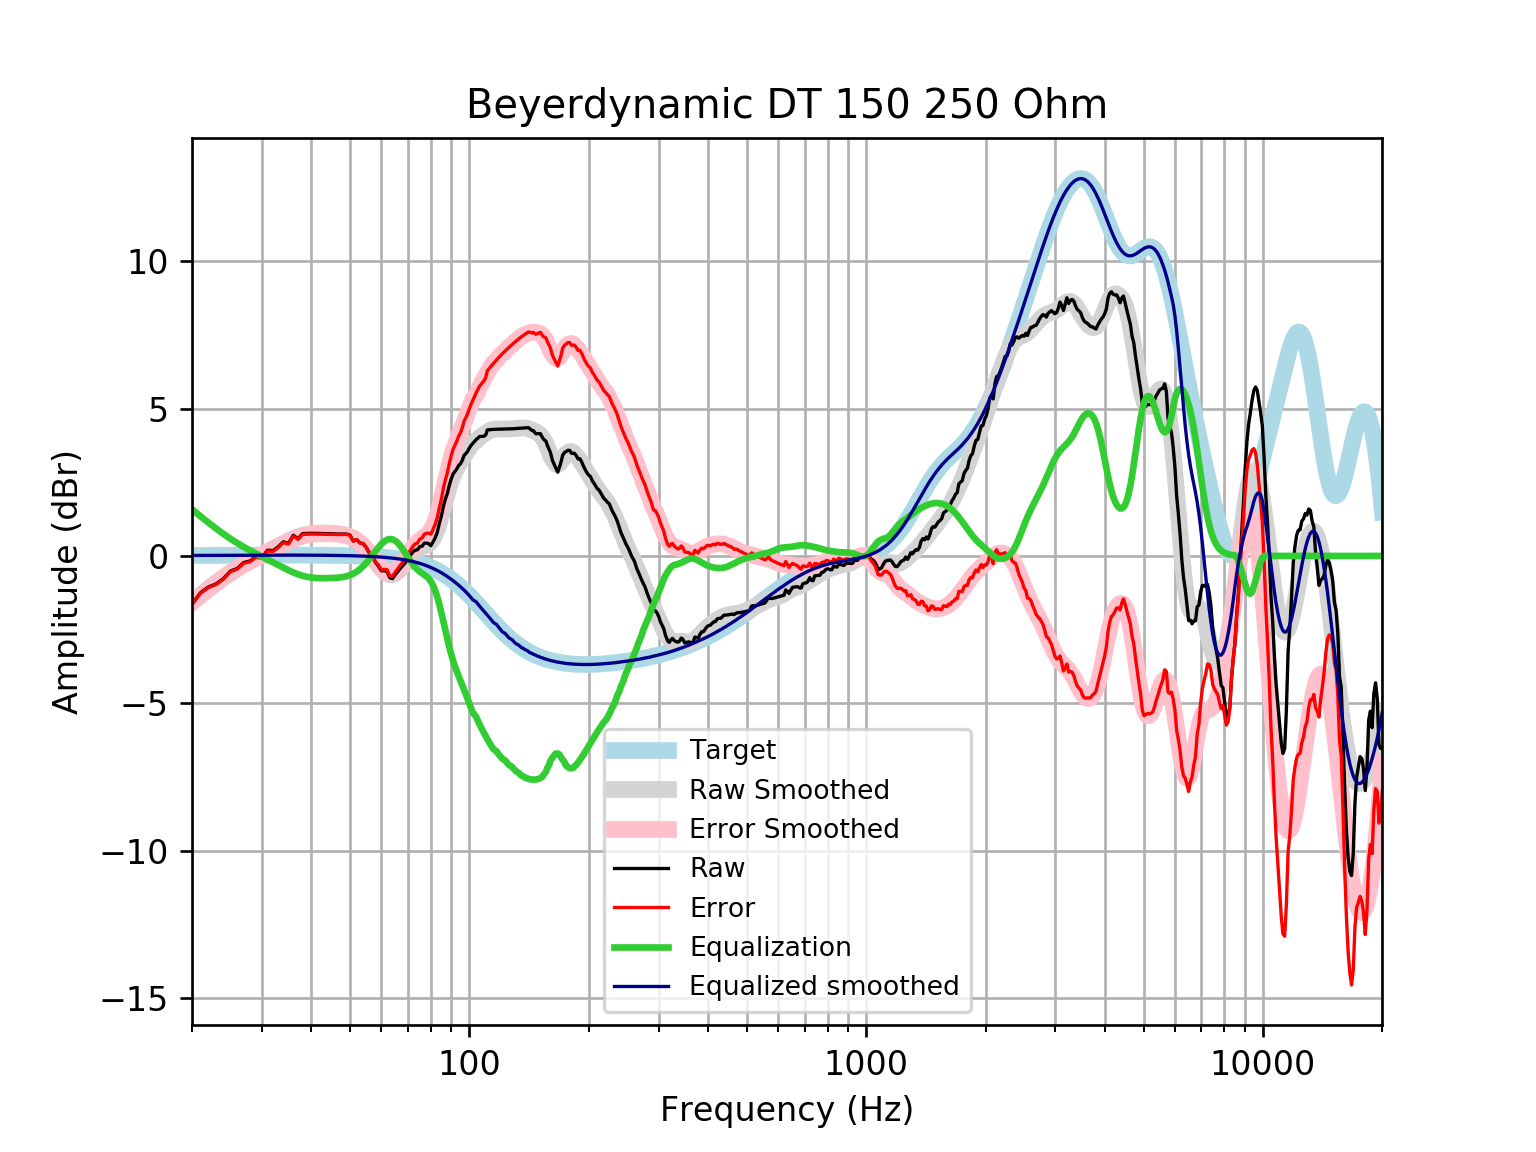 Beyerdynamic DT 150 250 Ohm
Amplitude (dBr)
10
5
0
−5
−10
−15
Target
Raw Smoothed
Error Smoothed
Raw
Error
Equalization
Equalized smoothed
100
1000
10000
Frequency (Hz)